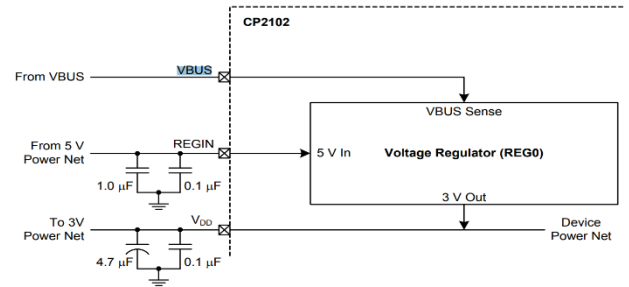 CP2102
From VBUS
VBUS
VBUS Sense
From 5 V
Power Net
REGIN
5 V In
Voltage Regulator (REG0)
1.0 μF
0.1 μF
3 V Out
To 3V
Power Net
VDD
Device
Power Net
4.7 μF
0.1 μF